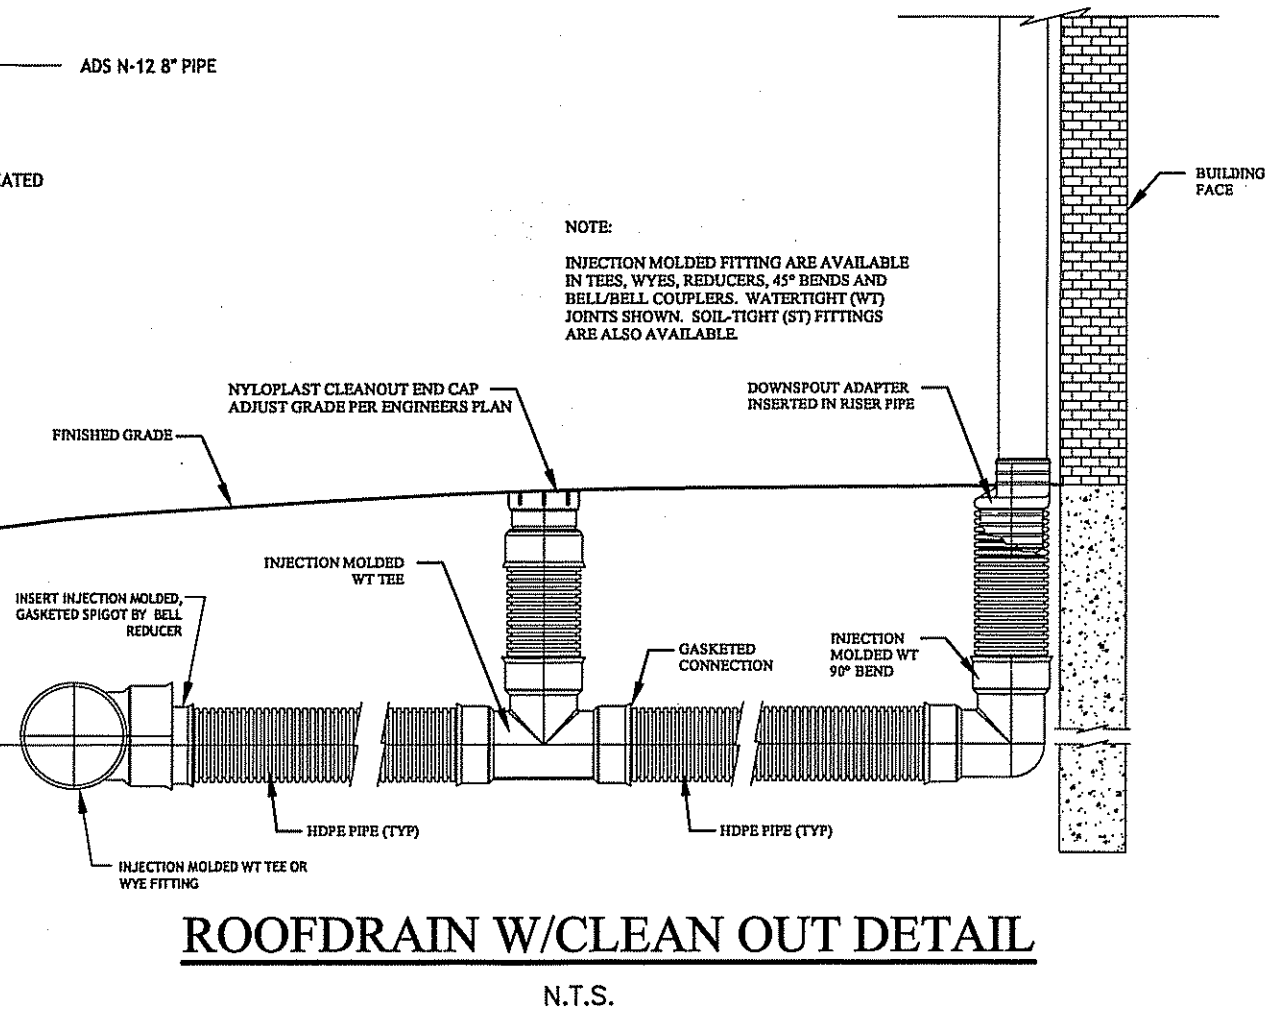 ADS N-12 8" PIPE
EATED
BUILDING
FACE
NOTE:
INJECTION MOLDED FITTING ARE AVAILABLE
IN TEES, WYES, REDUCERS, 45° BENDS AND
BELL/BELL COUPLERS. WATERTIGHT (WT)
JOINTS SHOWN. SOIL-TIGHT (ST) FITTINGS
ARE ALSO AVAILABLE.
NYLOPLAST CLEANOUT END CAP
ADJUST GRADE PER ENGINEERS PLAN
DOWNSPOUT ADAPTER
INSERTED IN RISER PIPE
FINISHED GRADE
INJECTION MOLDED
WT TEE
INSERT INJECTION MOLDED,
GASKETED SPIGOT BY BELL
REDUCER
GASKETED
CONNECTION
INJECTION
MOLDED WT
90° BEND
HDPE PIPE (TYP)
HDPE PIPE (TYP)
INJECTION MOLDED WT TEE OR
WYE FITTING
ROOFDRAIN W/CLEAN OUT DETAIL
N.T.S.